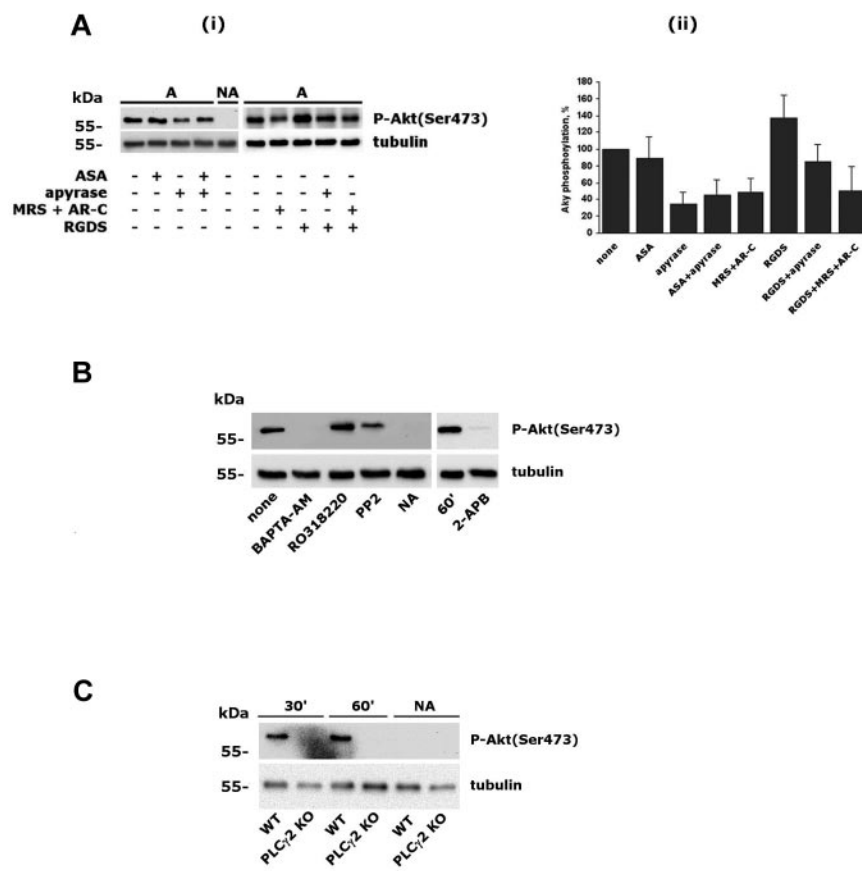 A
(i)
(ii)
kDa
A
NA
A
55-
P-Akt(Ser473)
55-
tubulin
ASA - + - + - - - - - -
apyrase - - + + - - - - + -
MRS + AR-C - - - - - - + - - +
RGDS - - - - - - - + + +
Aky phosphorylation, %
180
160
140
120
100
80
60
40
20
0
none
ASA
apyrase
ASA+apyrase
MRS+AR-C
RGDS
RGDS+apyrase
RGDS+MRS+AR-C
B
kDa
55-
P-Akt(Ser473)
55-
tubulin
none
BAPTA-AM
RO318220
PP2
NA
60'
2-APB
C
kDa
30'
60'
NA
55-
P-Akt(Ser473)
55-
tubulin
WT
PLCγ2 KO
WT
PLCγ2 KO
WT
PLCγ2 KO